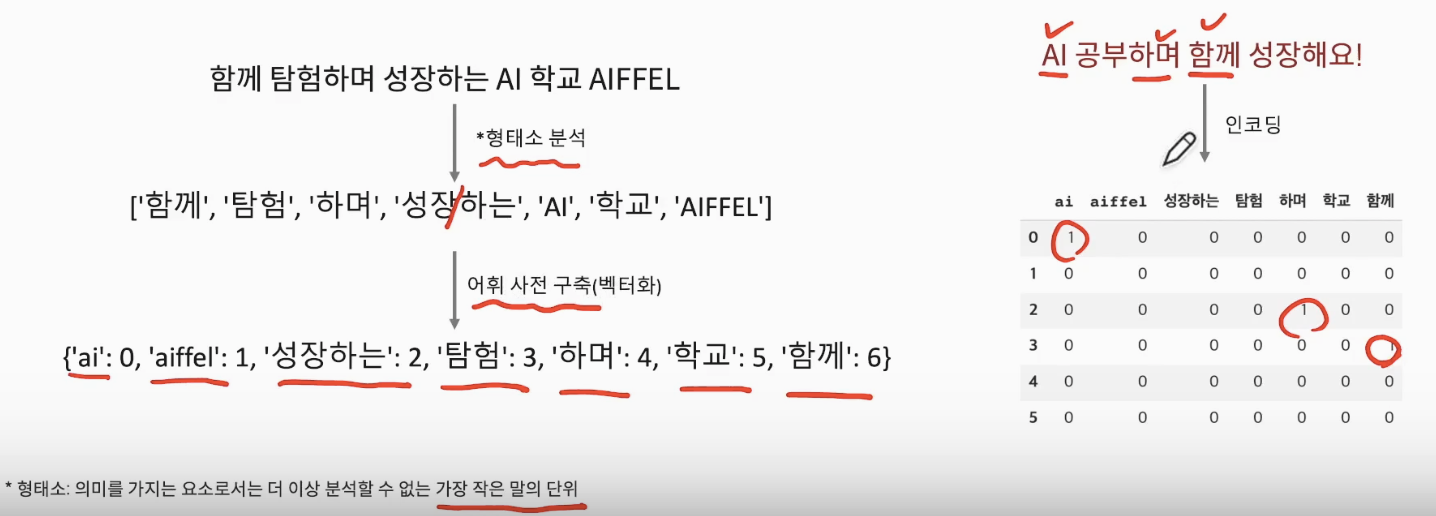 함께 탐험하며 성장하는 AI 학교 AIFFEL
*형태소 분석
['함께', '탐험', '하며', '성장하는', 'AI', '학교', 'AIFFEL']
어휘 사전 구축(벡터화)
{'ai': 0, 'aiffel': 1, '성장하는': 2, '탐험': 3, '하며': 4, '학교': 5, '함께': 6}
* 형태소: 의미를 가지는 요소로서는 더 이상 분석할 수 없는 가장 작은 말의 단위
AI 공부하며 함께 성장해요!
인코딩
ai aiffel 성장하는 탐험 하며 학교 함께
0 1 0 0 0 0 0 0
1 0 0 0 0 0 0 0
2 0 0 0 0 1 0 0
3 0 0 0 0 0 0 1
4 0 0 0 0 0 0 0
5 0 0 0 0 0 0 0